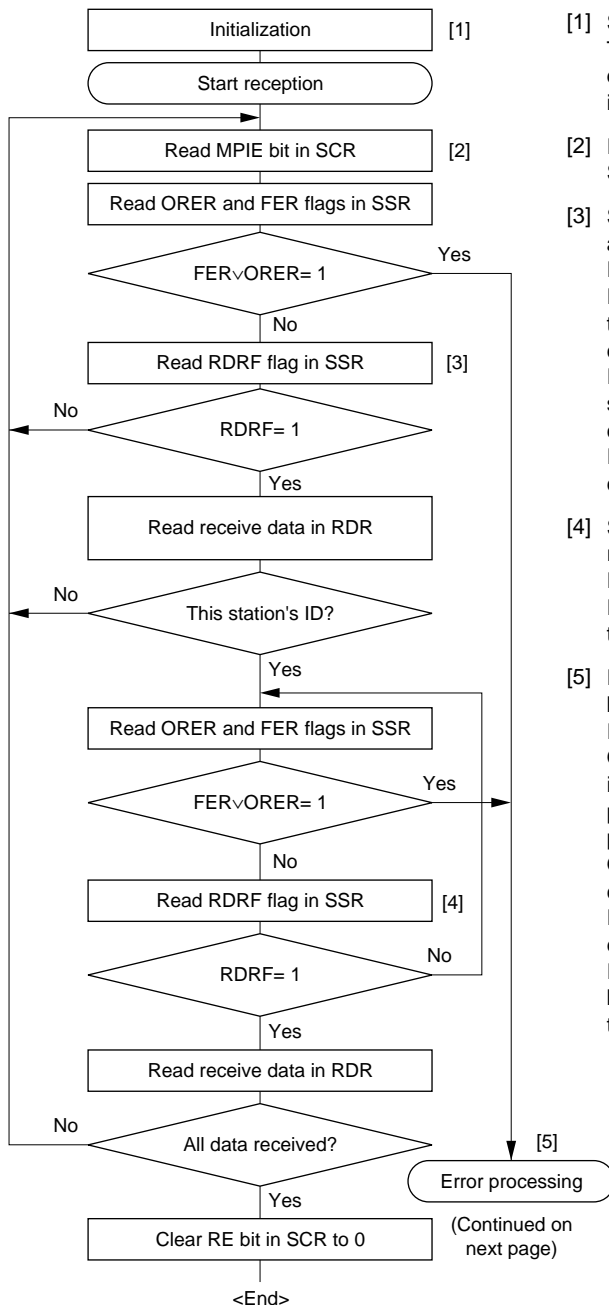 Initialization
[1]
Start reception
Read MPIE bit in SCR
[2]
Read ORER and FER flags in SSR
FER∨ORER= 1
Yes
No
Read RDRF flag in SSR
[3]
RDRF= 1
No
Yes
Read receive data in RDR
This station's ID?
No
Yes
Read ORER and FER flags in SSR
FER∨ORER= 1
Yes
No
Read RDRF flag in SSR
[4]
RDRF= 1
No
Yes
Read receive data in RDR
All data received?
No
Yes
[5]
Error processing
(Continued on
next page)
Clear RE bit in SCR to 0
<End>
[1]
[2]
[3]
[4]
[5]